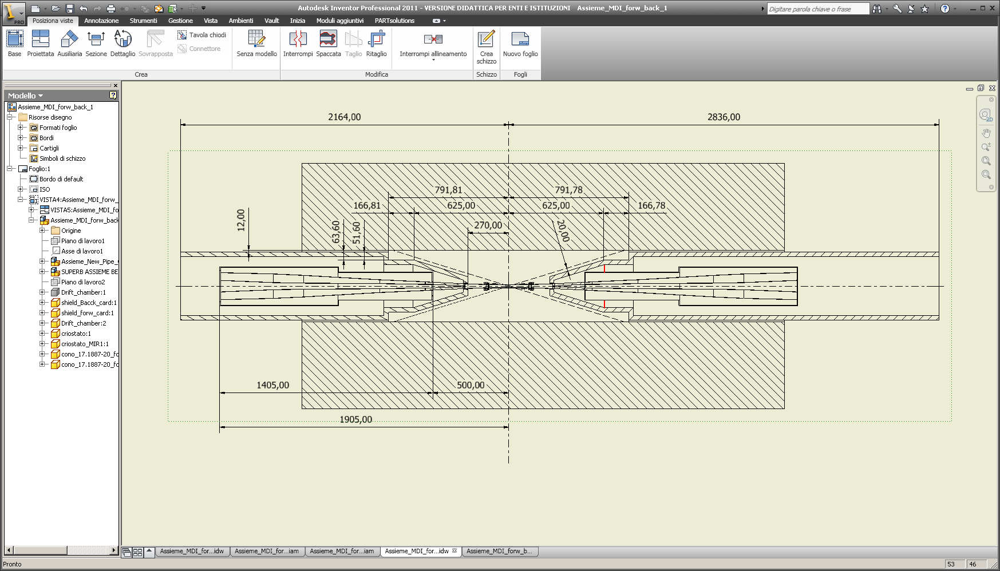 Autodesk Inventor Professional 2011 - VERSIONE DIDATTICA PER ENTI E ISTITUZIONI Assieme_MDI_forw_back_1
Digitare parola chiave o frase
PRO
Posiziona viste Annotazione Strumenti Gestione Vista Ambienti Vault Inizia Moduli aggiuntivi PARTsolutions
Tavola chiodi
Connettore
Base Proiettata Ausiliaria Sezione Dettaglio Sovrapposta Senza modello Interrompi Spaccata Taglio Ritaglio Interrompi allineamento Crea schizzo Nuovo foglio
Crea Modifica Schizzo Fogli
Modello
Assieme_MDI_forw_back_1
Risorse disegno
Formati foglio
Bordi
Cartigli
Simboli di schizzo
Foglio:1
Bordo di default
ISO
VISTA4:Assieme_MDI_forw_
VISTA5:Assieme_MDI_fo
Assieme_MDI_forw_back
Origine
Piano di lavoro1
Asse di lavoro1
Assieme_New_Pipe_
SUPERB ASSIEME BE
Piano di lavoro2
Drift_chamber:1
shield_Bacck_card:1
shield_forw_card:1
Drift_chamber:2
criostato:1
criostato_MIR1:1
cono_17.1887-20_fo
cono_17.1887-20_fo
2D
2164,00 2836,00
791,81 791,78
166,81 625,00 625,00 166,78
12,00 63,60 51,60 270,00 20,00
1405,00 500,00
1905,00
Assieme_MDI_for...idw Assieme_MDI_for...iam Assieme_MDI_for...iam Assieme_MDI_for...idw Assieme_MDI_forw_b...
Pronto 53 46